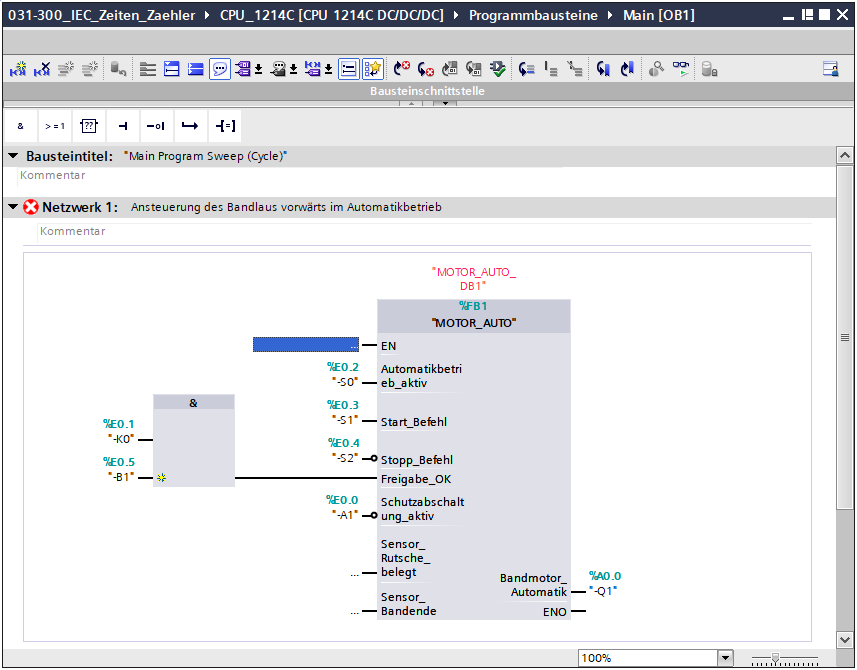 031-300_IEC_Zeiten_Zaehler ▸ CPU_1214C [CPU 1214C DC/DC/DC] ▸ Programmbausteine ▸ Main [OB1]
Bausteinschnittstelle
& >=1 ??
Bausteintitel: "Main Program Sweep (Cycle)"
Kommentar
Netzwerk 1: Ansteuerung des Bandlaus vorwärts im Automatikbetrieb
Kommentar
"MOTOR_AUTO_
DB1"
%FB1
"MOTOR_AUTO"
... EN
%E0.2
"-S0"
Automatikbetri
eb_aktiv
%E0.3
"-S1"
Start_Befehl
%E0.4
"-S2"
Stopp_Befehl
&
%E0.1
"-K0"
%E0.5
"-B1"
Freigabe_OK
%E0.0
"-A1"
Schutzabschalt
ung_aktiv
Sensor_
Rutsche_
... belegt
Sensor_
... Bandende
Bandmotor_
Automatik
%A0.0
"-Q1"
ENO
100%